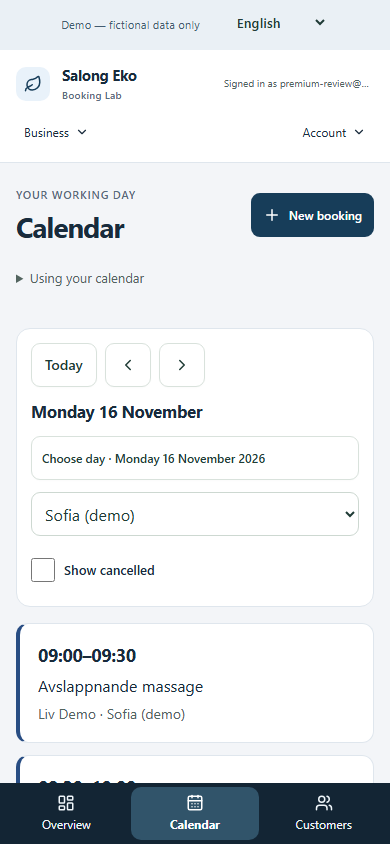 Demo — fictional data only
English
Salong Eko
Booking Lab
Signed in as premium-review@...
Business
Account
YOUR WORKING DAY
Calendar
New booking
Using your calendar
Today
Monday 16 November
Choose day · Monday 16 November 2026
Sofia (demo)
Show cancelled
09:00–09:30
Avslappnande massage
Liv Demo · Sofia (demo)
Overview
Calendar
Customers